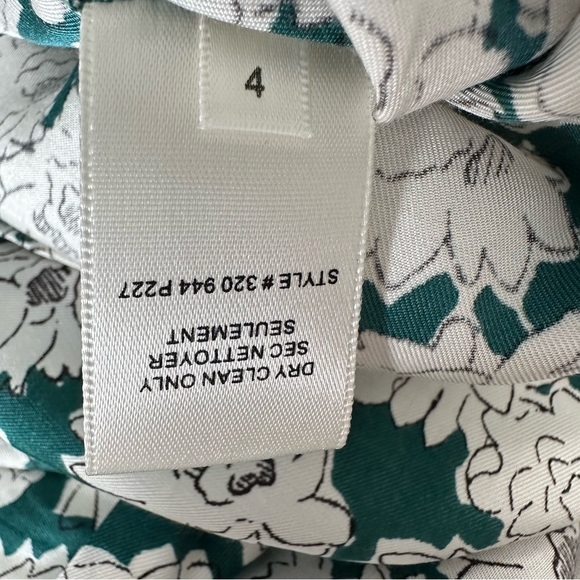 4
DRY CLEAN ONLY
SEC NETTOYER
SEULEMENT
STYLE # 320 944 P227